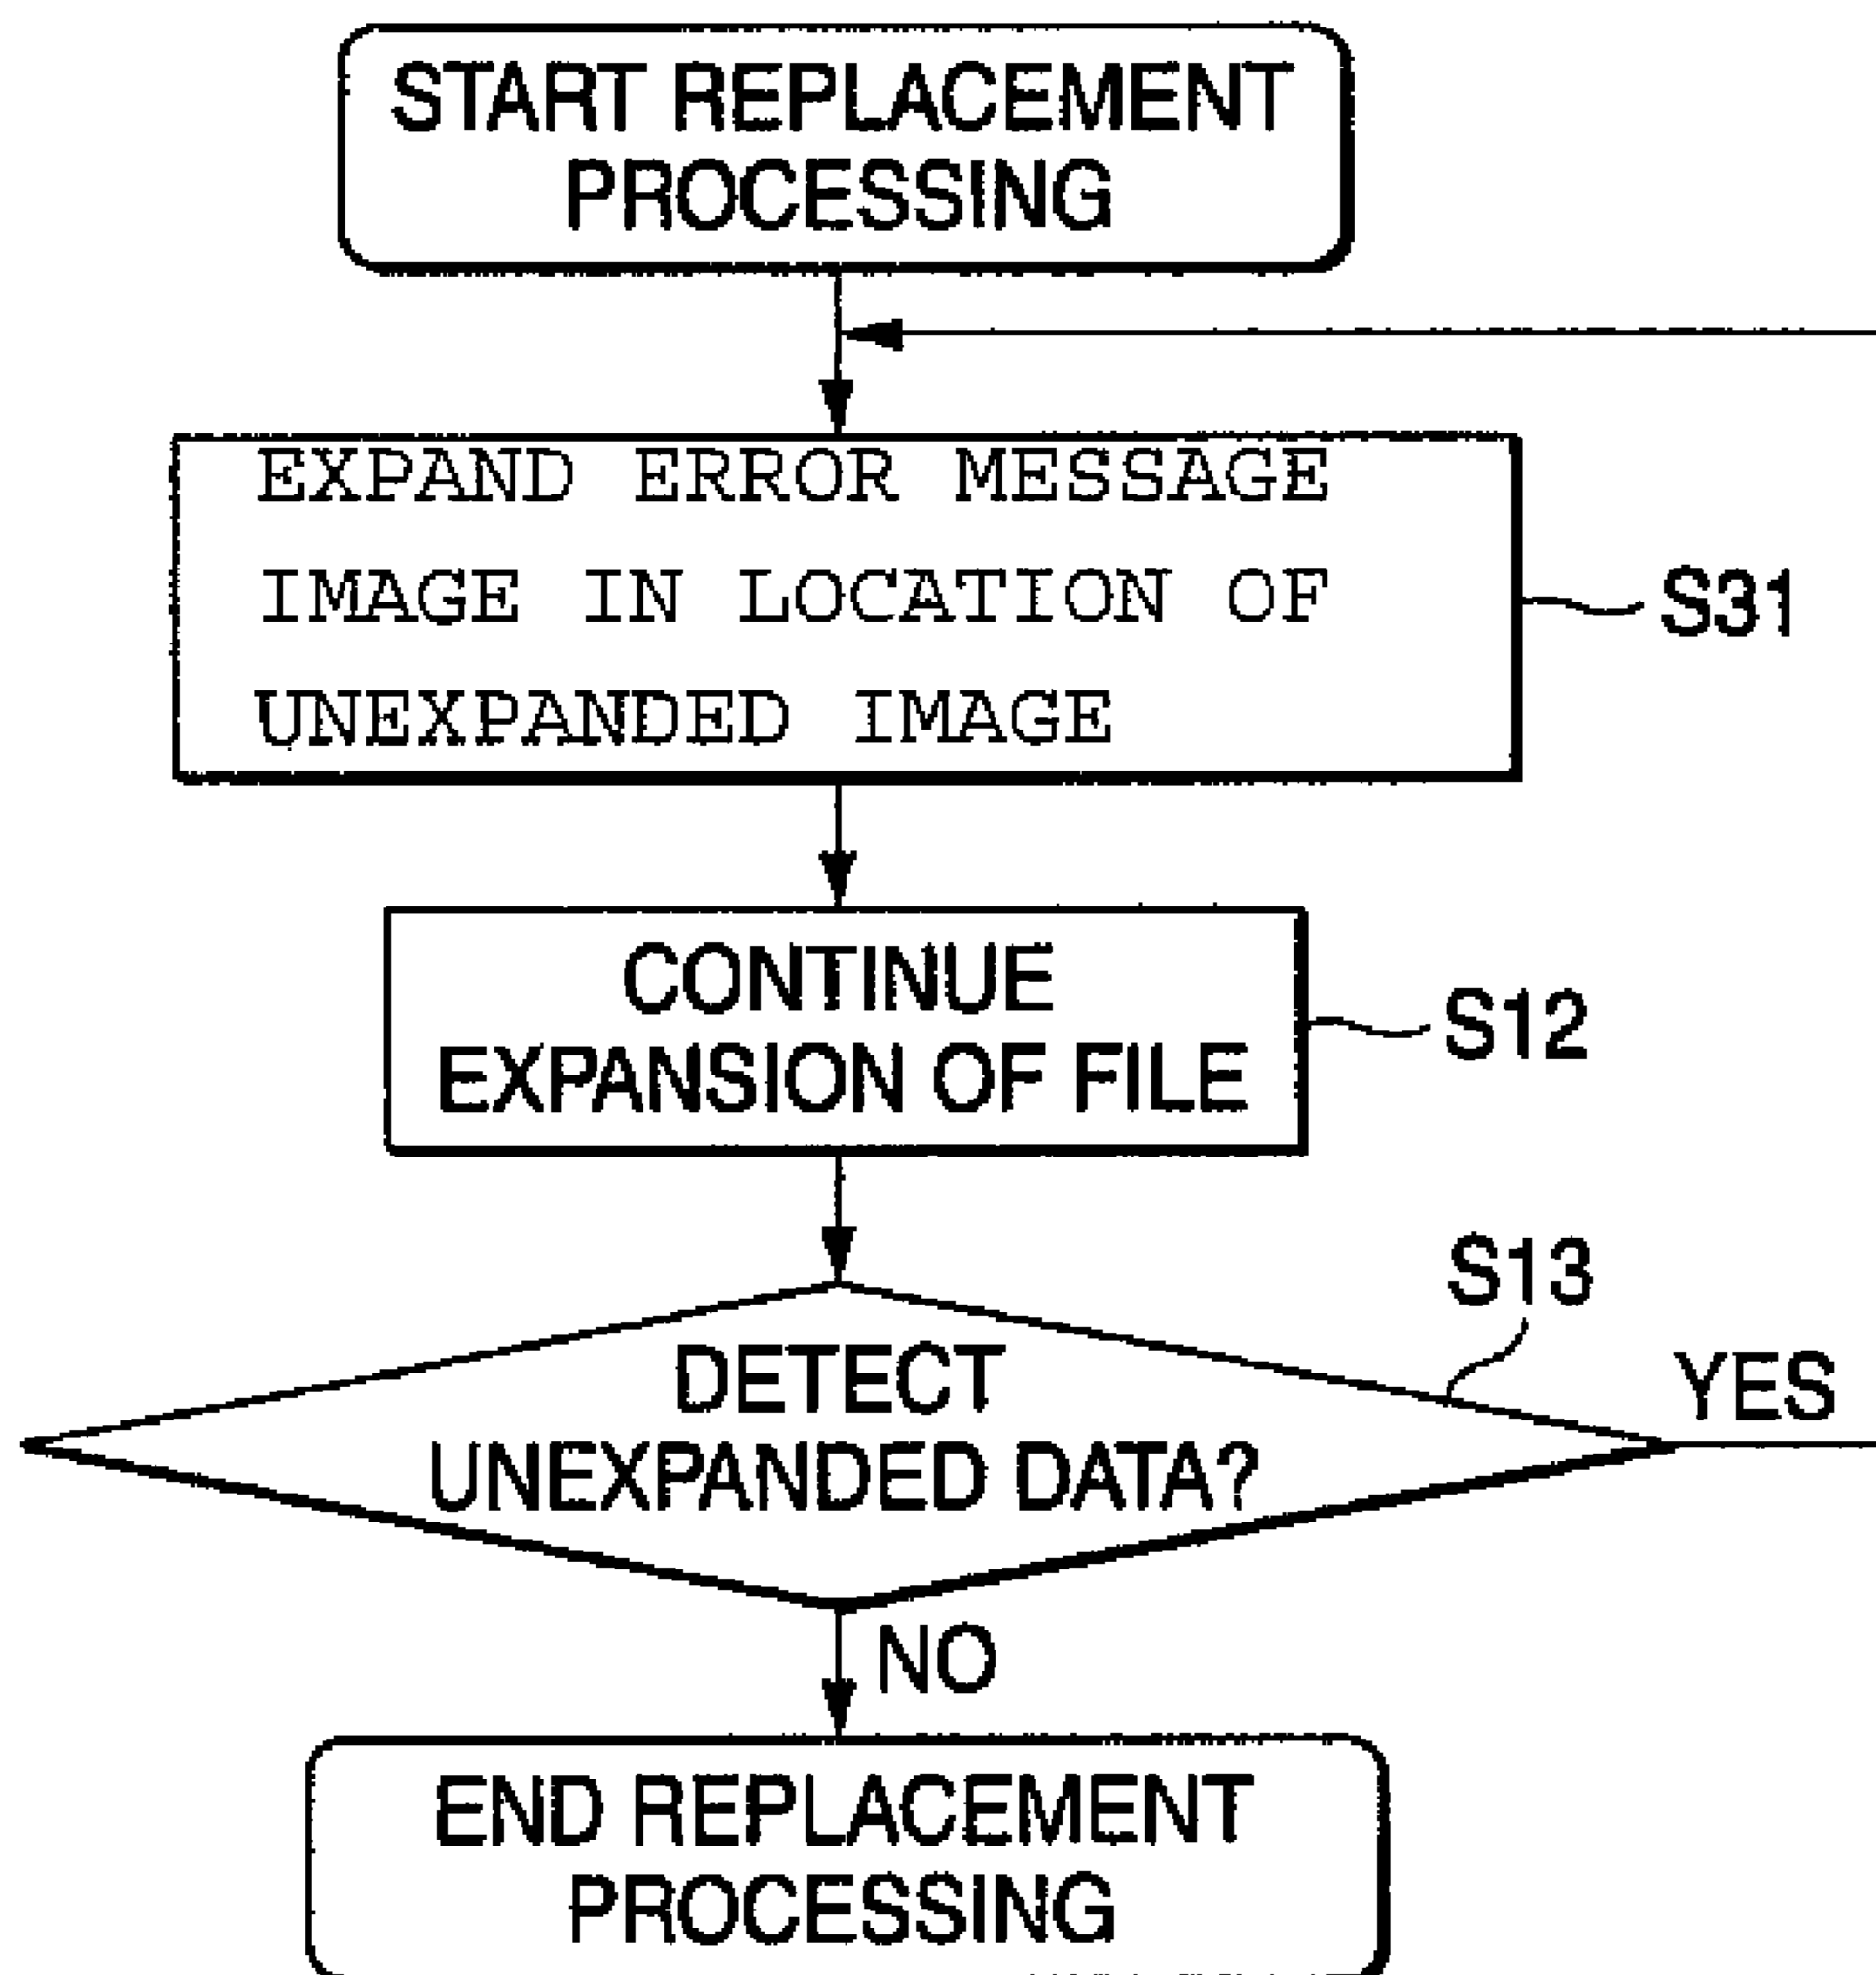 START REPLACEMENT
PROCESSING
EXPAND ERROR MESSAGE
IMAGE IN LOCATION OF
UNEXPANDED IMAGE
S31
CONTINUE
EXPANSION OF FILE
S12
S13
DETECT
UNEXPANDED DATA?
YES
NO
END REPLACEMENT
PROCESSING